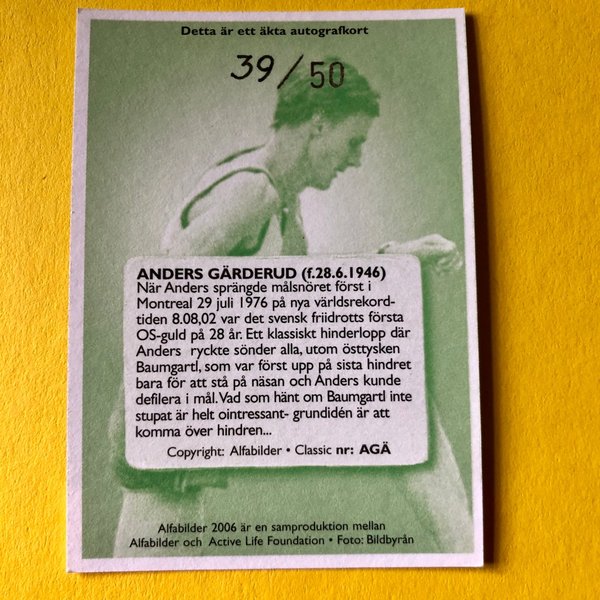 Detta är ett äkta autografkort
39/50
ANDERS GÄRDERUD (f.28.6.1946)
När Anders sprängde målsnöret först i
Montreal 29 juli 1976 på nya världsrekord-
tiden 8.08,02 var det svensk friidrotts första
OS-guld på 28 år. Ett klassiskt hinderlopp där
Anders ryckte sönder alla, utom östtysken
Baumgartl, som var först upp på sista hindret
bara för att stå på näsan och Anders kunde
defilera i mål. Vad som hänt om Baumgartl inte
stupat är helt ointressant- grundidén är att
komma över hindren...
Copyright: Alfabilder • Classic nr: AGÄ
Alfabilder 2006 är en samproduktion mellan
Alfabilder och Active Life Foundation • Foto: Bildbyrån